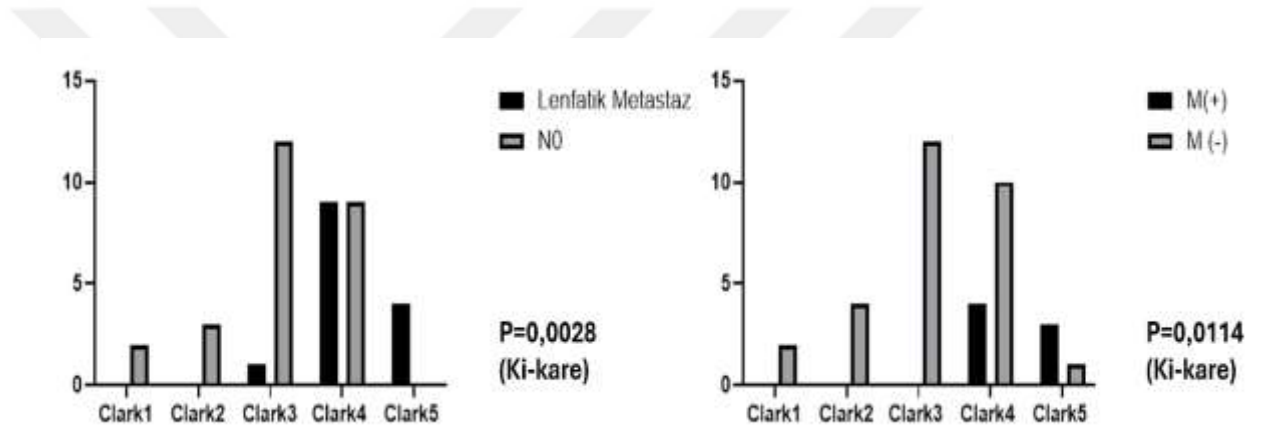 15
10
5
0
Clark1 Clark2 Clark3 Clark4 Clark5
Lenfatik Metastaz
N0
P=0,0028
(Ki-kare)
15
10
5
0
Clark1 Clark2 Clark3 Clark4 Clark5
M(+)
M (-)
P=0,0114
(Ki-kare)